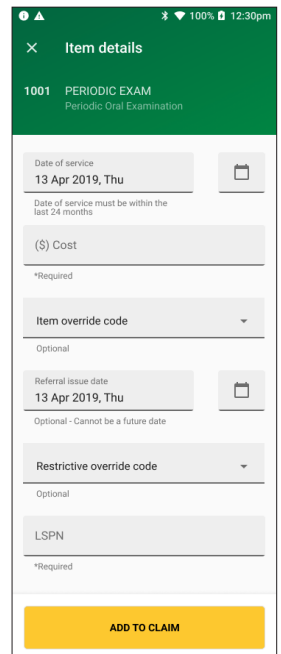 100% 12:30pm
Item details
1001 PERIODIC EXAM
Periodic Oral Examination
Date of service
13 Apr 2019, Thu
Date of service must be within the
last 24 months
($) Cost
*Required
Item override code
Optional
Referral issue date
13 Apr 2019, Thu
Optional - Cannot be a future date
Restrictive override code
Optional
LSPN
*Required
ADD TO CLAIM